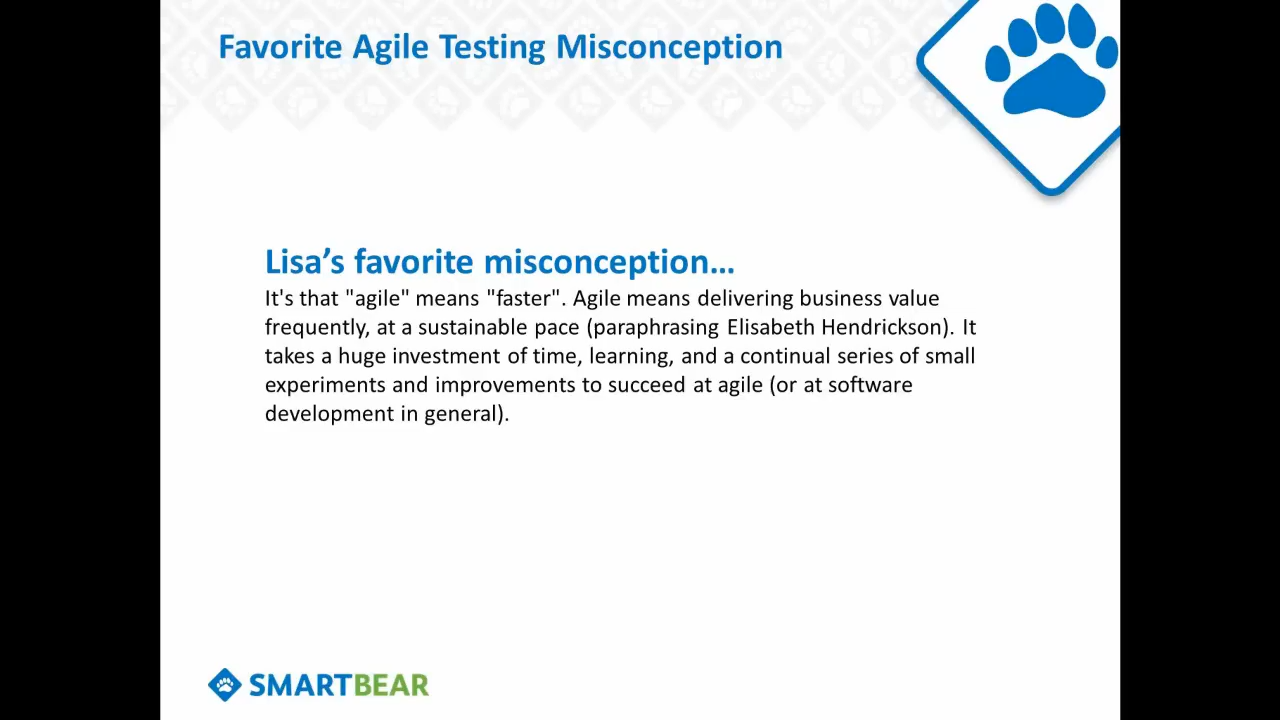 Favorite Agile Testing Misconception
Lisa’s favorite misconception…
It's that "agile" means "faster". Agile means delivering business value
frequently, at a sustainable pace (paraphrasing Elisabeth Hendrickson). It
takes a huge investment of time, learning, and a continual series of small
experiments and improvements to succeed at agile (or at software
development in general).
SMARTBEAR